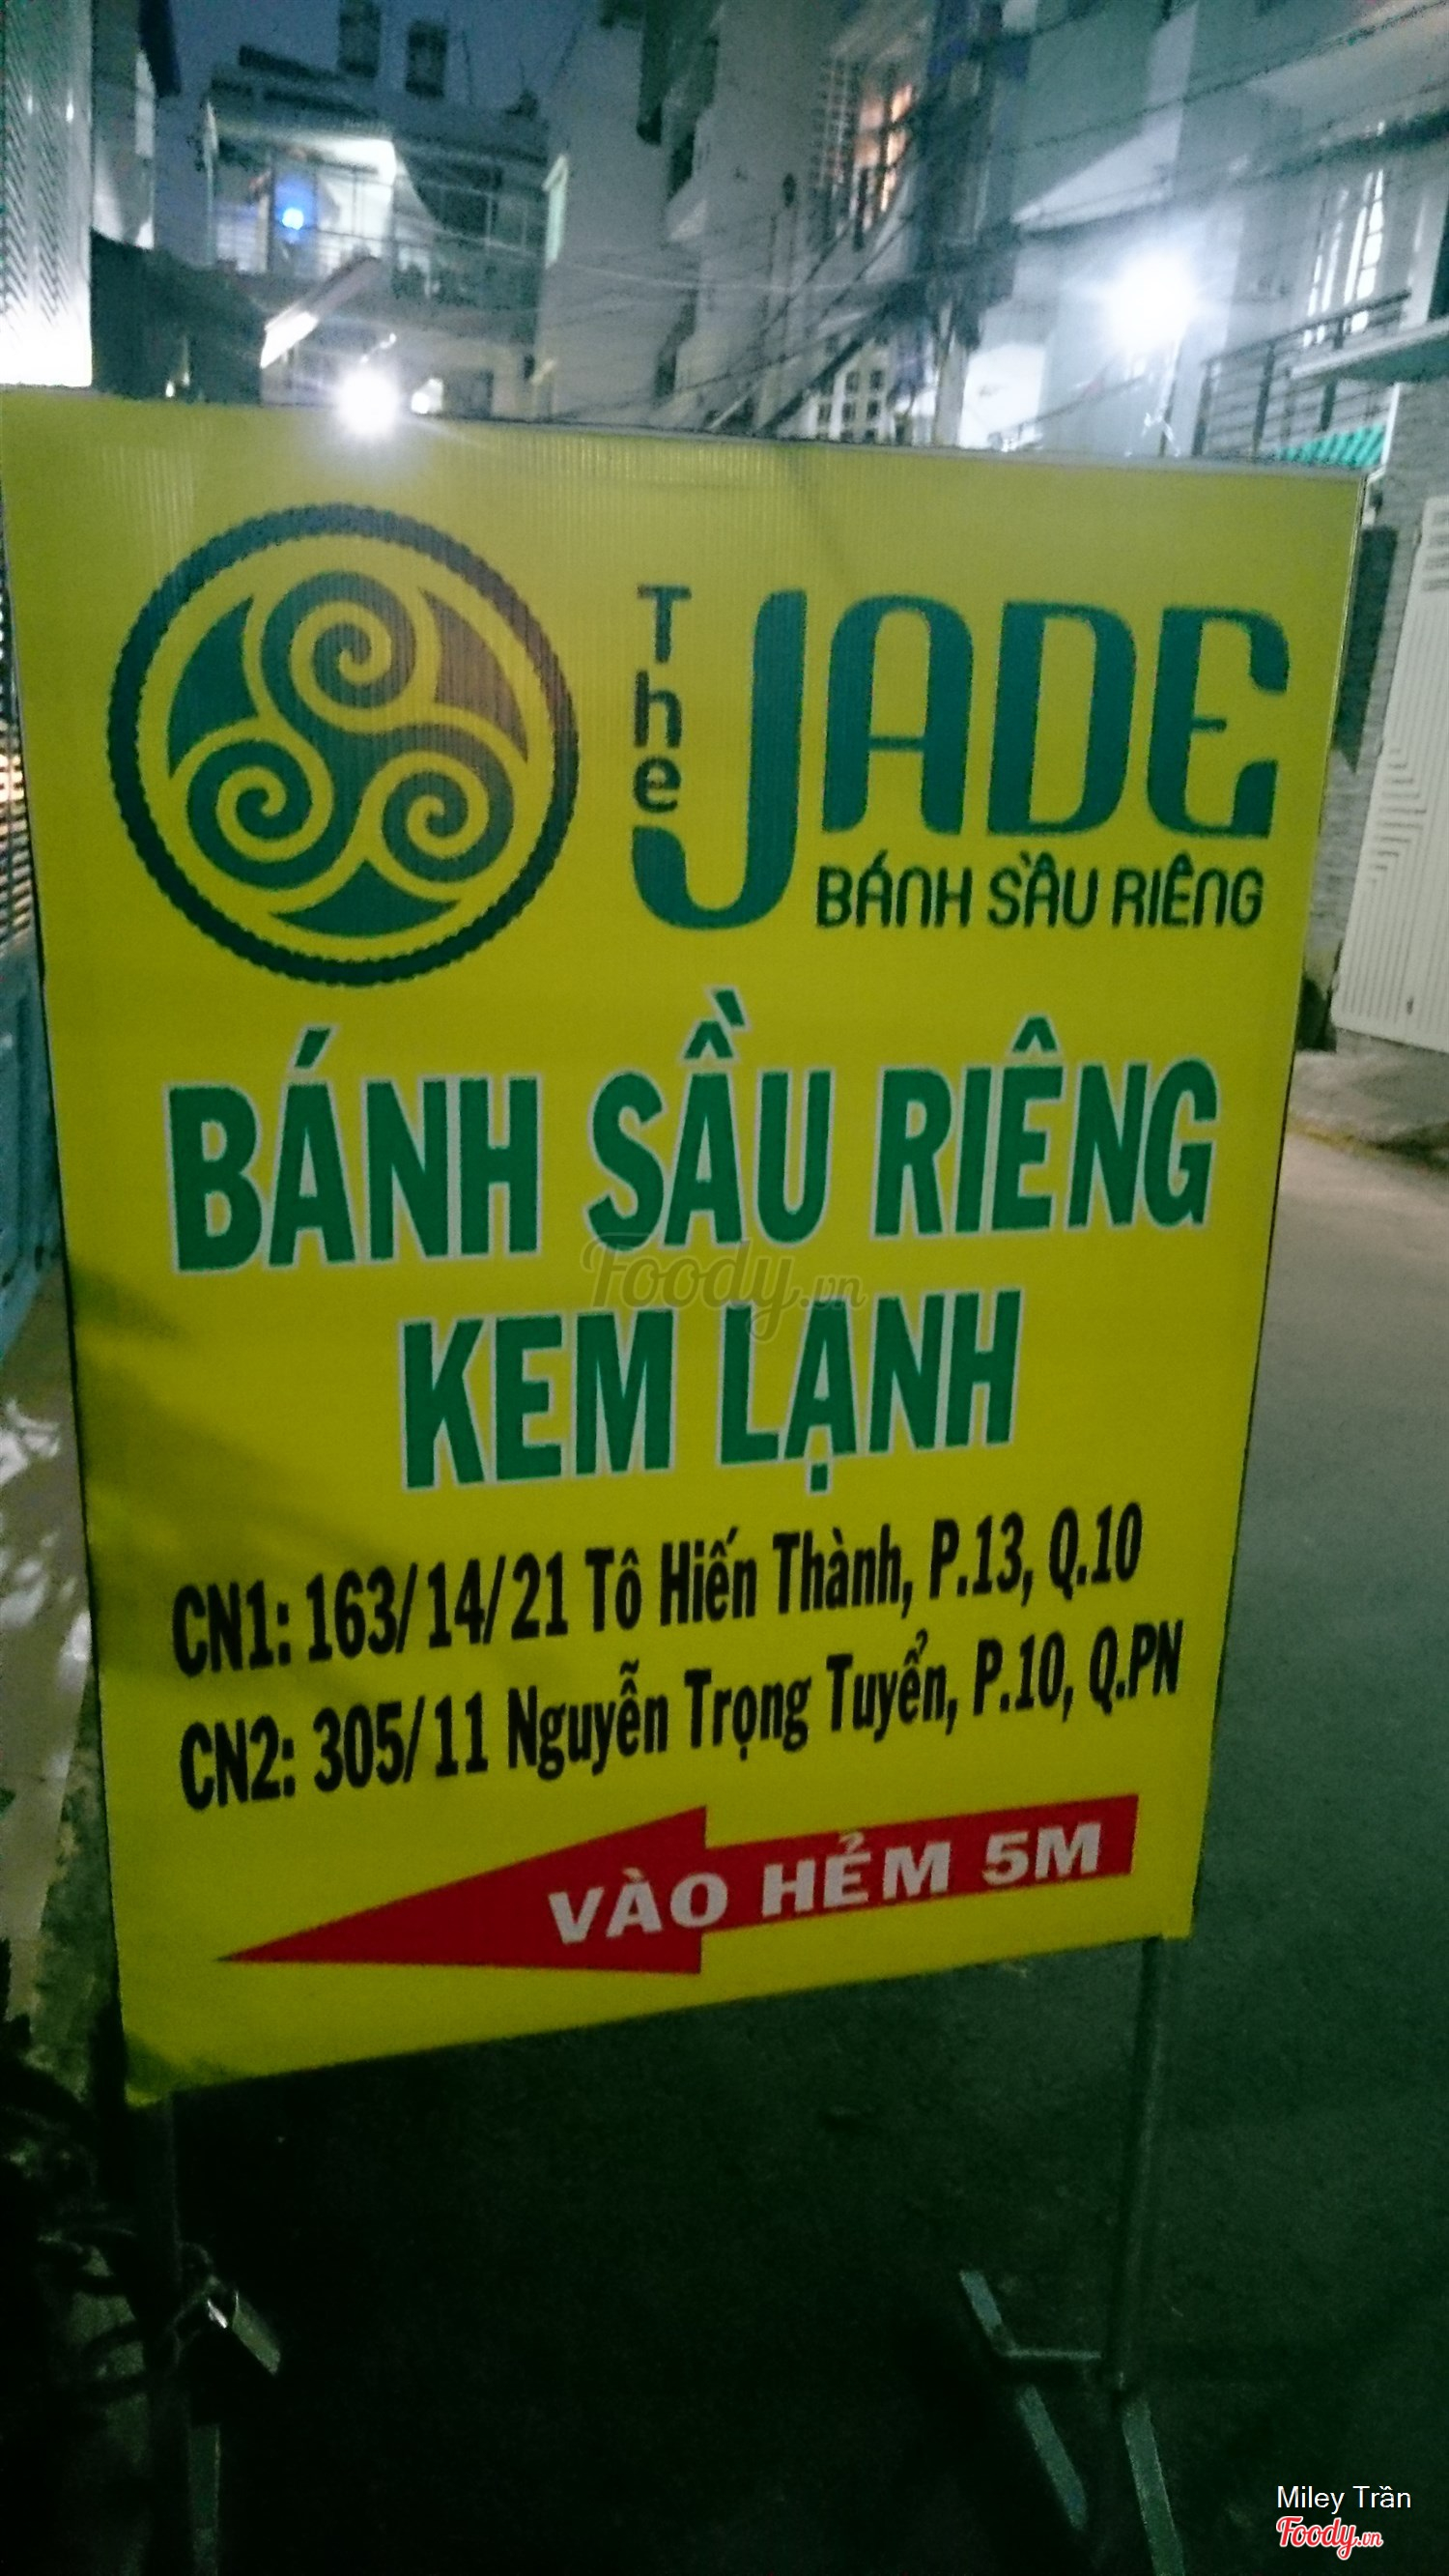 The JADE
BÁNH SẦU RIÊNG
BÁNH SẦU RIÊNG
KEM LẠNH
Foody.vn
CN1: 163/14/21 Tô Hiến Thành, P.13, Q.10
CN2: 305/11 Nguyễn Trọng Tuyển, P.10, Q.PN
VÀO HẺM 5M
Miley Trần
Foody.vn